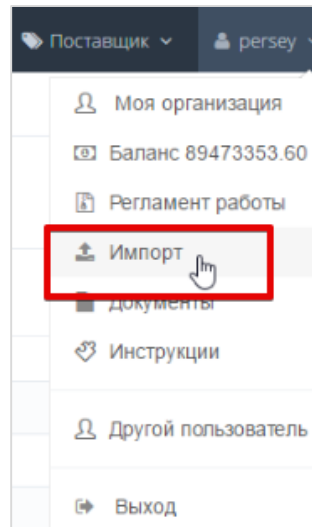 Поставщик persey
Моя организация
Баланс 89473353.60
Регламент работы
Импорт
Документы
Инструкции
Другой пользователь
Выход